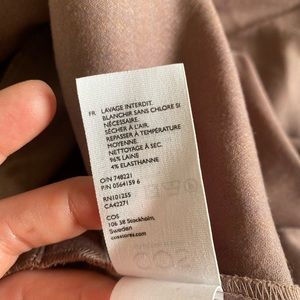 FR LAVAGE INTERDIT.
BLANCHIR SANS CHLORE SI
NÉCESSAIRE.
SÉCHER À L'AIR.
REPASSER À TEMPÉRATURE
MOYENNE.
NETTOYAGE À SEC.
96% LAINE
4% ELASTHANNE
O/N 748221
P/N 0564159 6
RN101255
CA42271
COS
106 38 Stockholm,
Sweden
cosstores.com